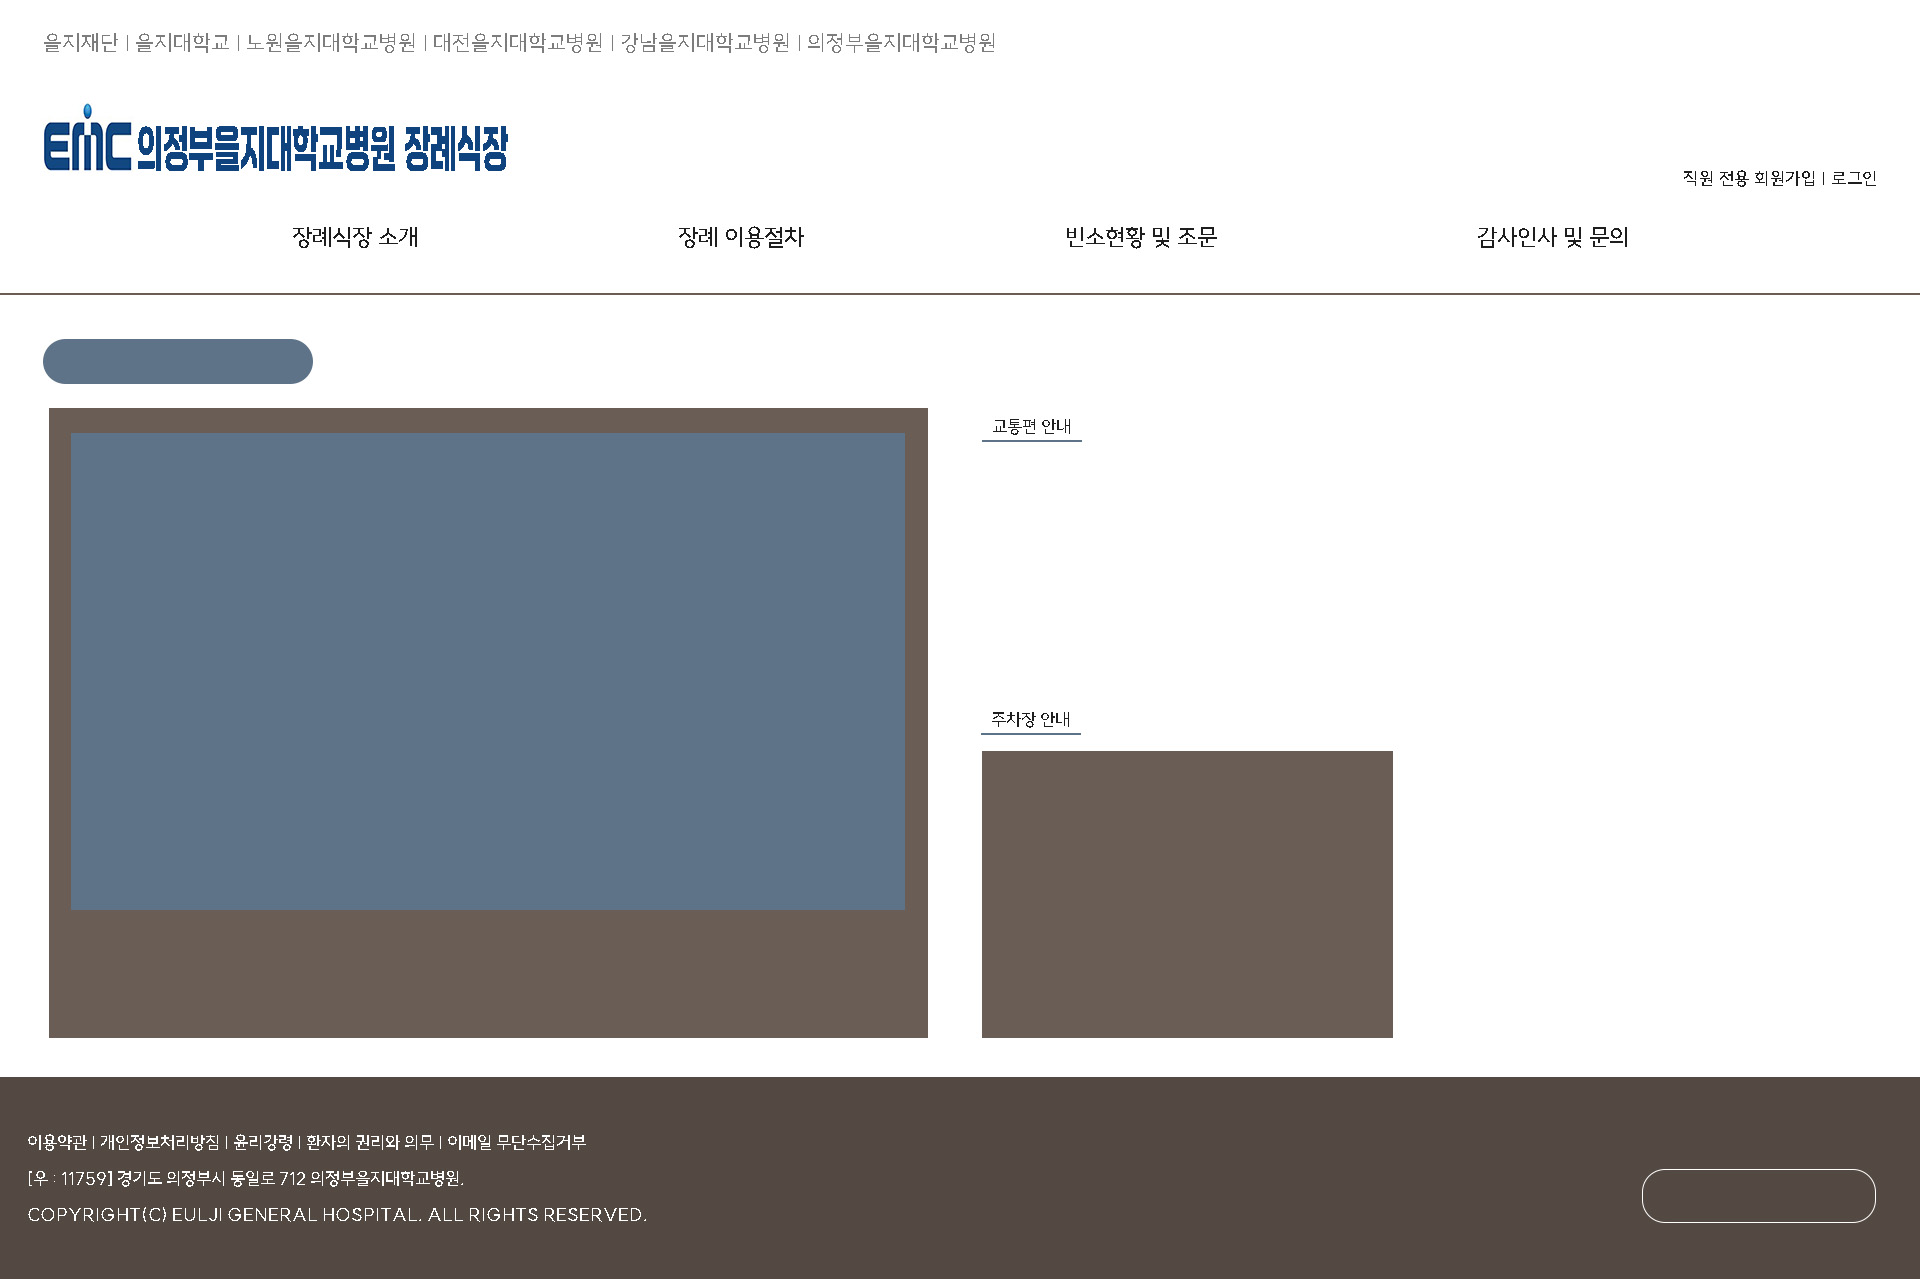 을지재단 | 을지대학교 | 노원을지대학교병원 | 대전을지대학교병원 | 강남을지대학교병원 | 의정부을지대학교병원
EMC 의정부을지대학교병원 장례식장
직원 전용 회원가입 | 로그인
장례식장 소개 장례 이용절차 빈소현황 및 조문 감사인사 및 문의
교통편 안내
주차장 안내
이용약관 | 개인정보처리방침 | 윤리강령 | 환자의 권리와 의무 | 이메일 무단수집거부
[우 : 11759] 경기도 의정부시 동일로 712 의정부을지대학교병원.
COPYRIGHT(C) EULJI GENERAL HOSPITAL. ALL RIGHTS RESERVED.